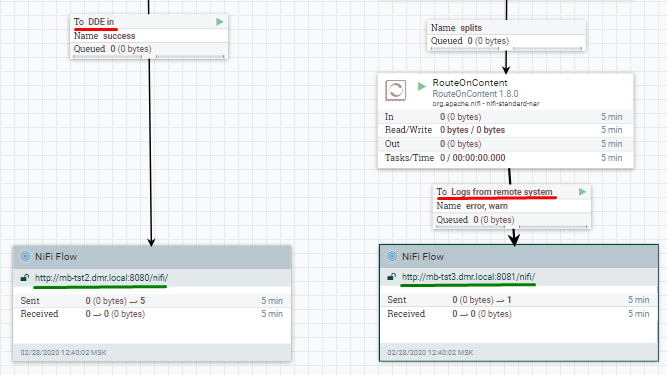 To DDE in
Name success
Queued 0 (0 bytes)
NiFi Flow
http://mb-tst2.dmr.local:8080/nifi/
Sent 0 (0 bytes) → 5 5 min
Received 0 → 0 (0 bytes) 5 min
02/28/2020 12:40:02 MSK
Name splits
Queued 0 (0 bytes)
RouteOnContent
RouteOnContent 1.8.0
org.apache.nifi - nifi-standard-nar
In 0 (0 bytes) 5 min
Read/Write 0 bytes / 0 bytes 5 min
Out 0 (0 bytes) 5 min
Tasks/Time 0 / 00:00:00.000 5 min
To Logs from remote system
Name error, warn
Queued 0 (0 bytes)
NiFi Flow
http://mb-tst3.dmr.local:8081/nifi/
Sent 0 (0 bytes) → 1 5 min
Received 0 → 0 (0 bytes) 5 min
02/28/2020 12:40:02 MSK